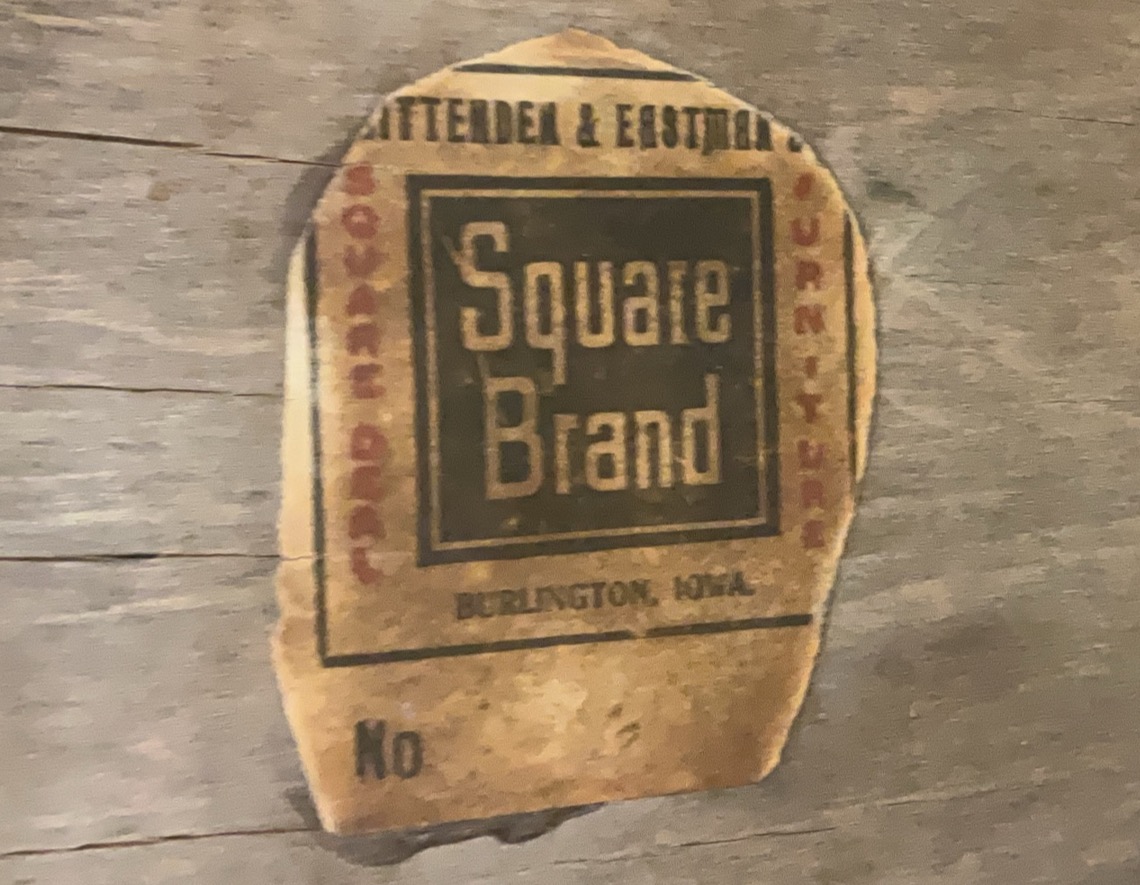 ITTENDEN & EASTMAN
SQUARE DEAL
Square
Brand
FURNITURE
BURLINGTON, IOWA.
No